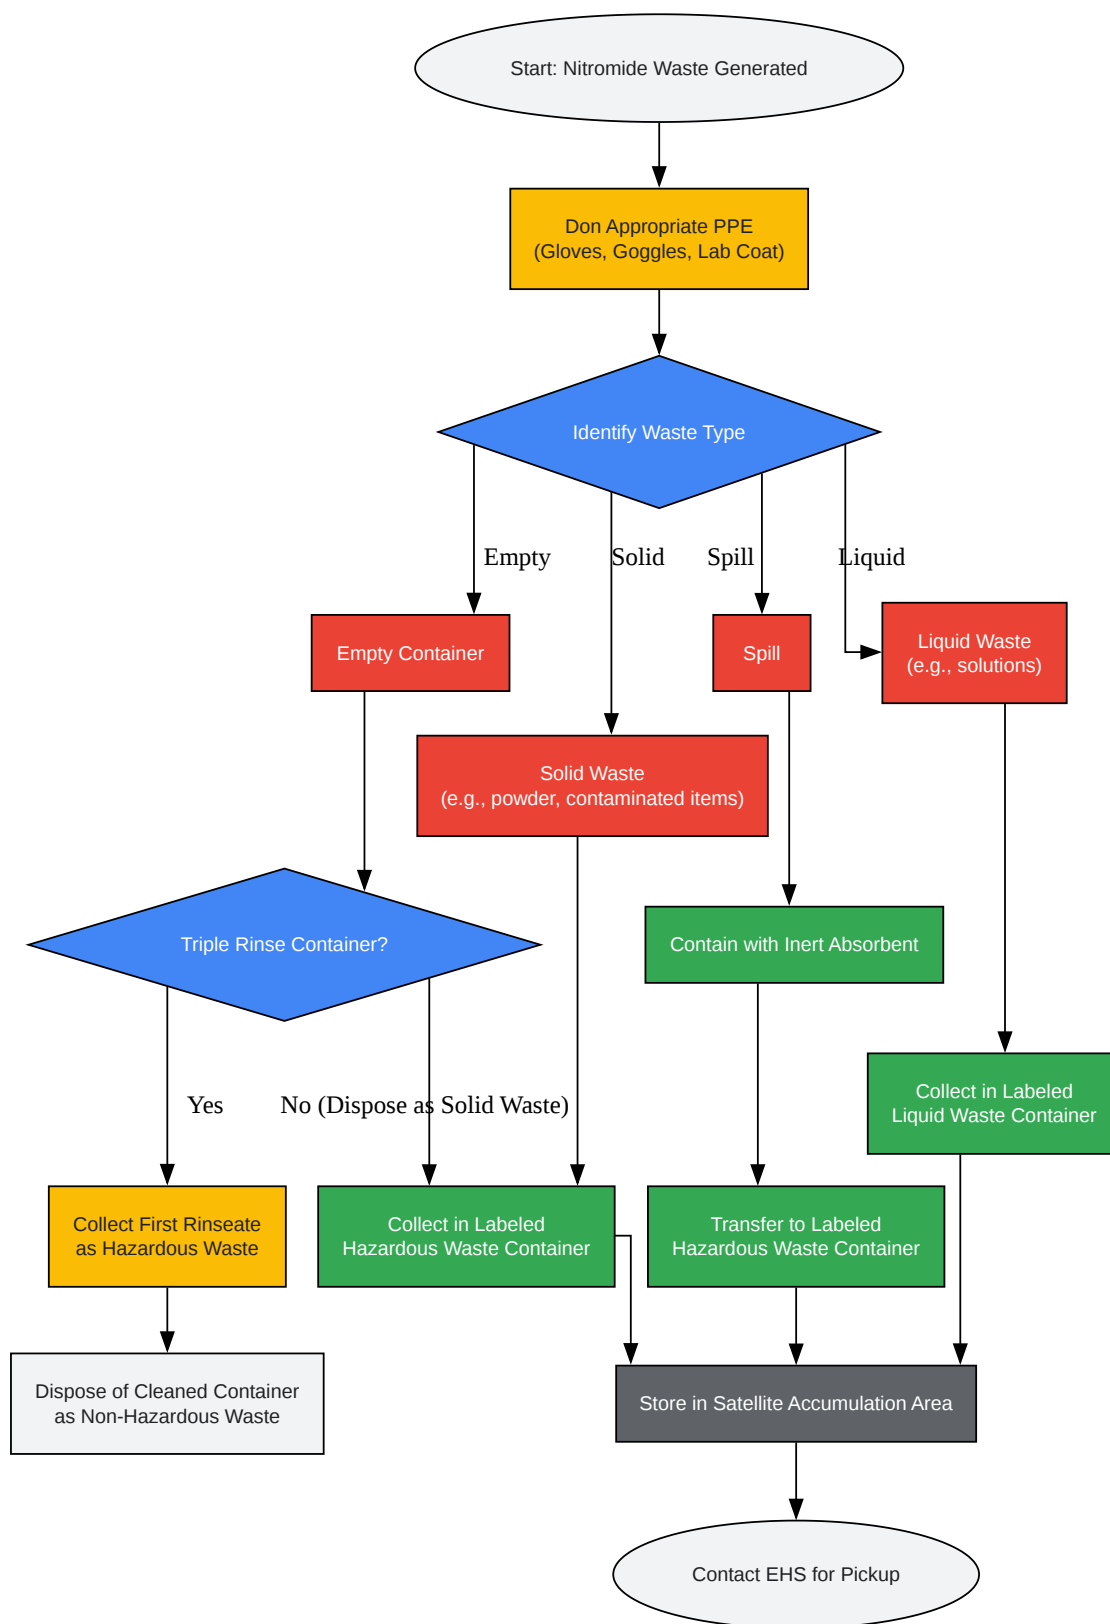 Start: Nitromide Waste Generated
Don Appropriate PPE
(Gloves, Goggles, Lab Coat)
Identify Waste Type
Empty
Solid
Spill
Liquid
Empty Container
Spill
Liquid Waste
(e.g., solutions)
Solid Waste
(e.g., powder, contaminated items)
Triple Rinse Container?
Contain with Inert Absorbent
Yes
No (Dispose as Solid Waste)
Collect in Labeled
Liquid Waste Container
Collect First Rinseate
as Hazardous Waste
Collect in Labeled
Hazardous Waste Container
Transfer to Labeled
Hazardous Waste Container
Dispose of Cleaned Container
as Non-Hazardous Waste
Store in Satellite Accumulation Area
Contact EHS for Pickup